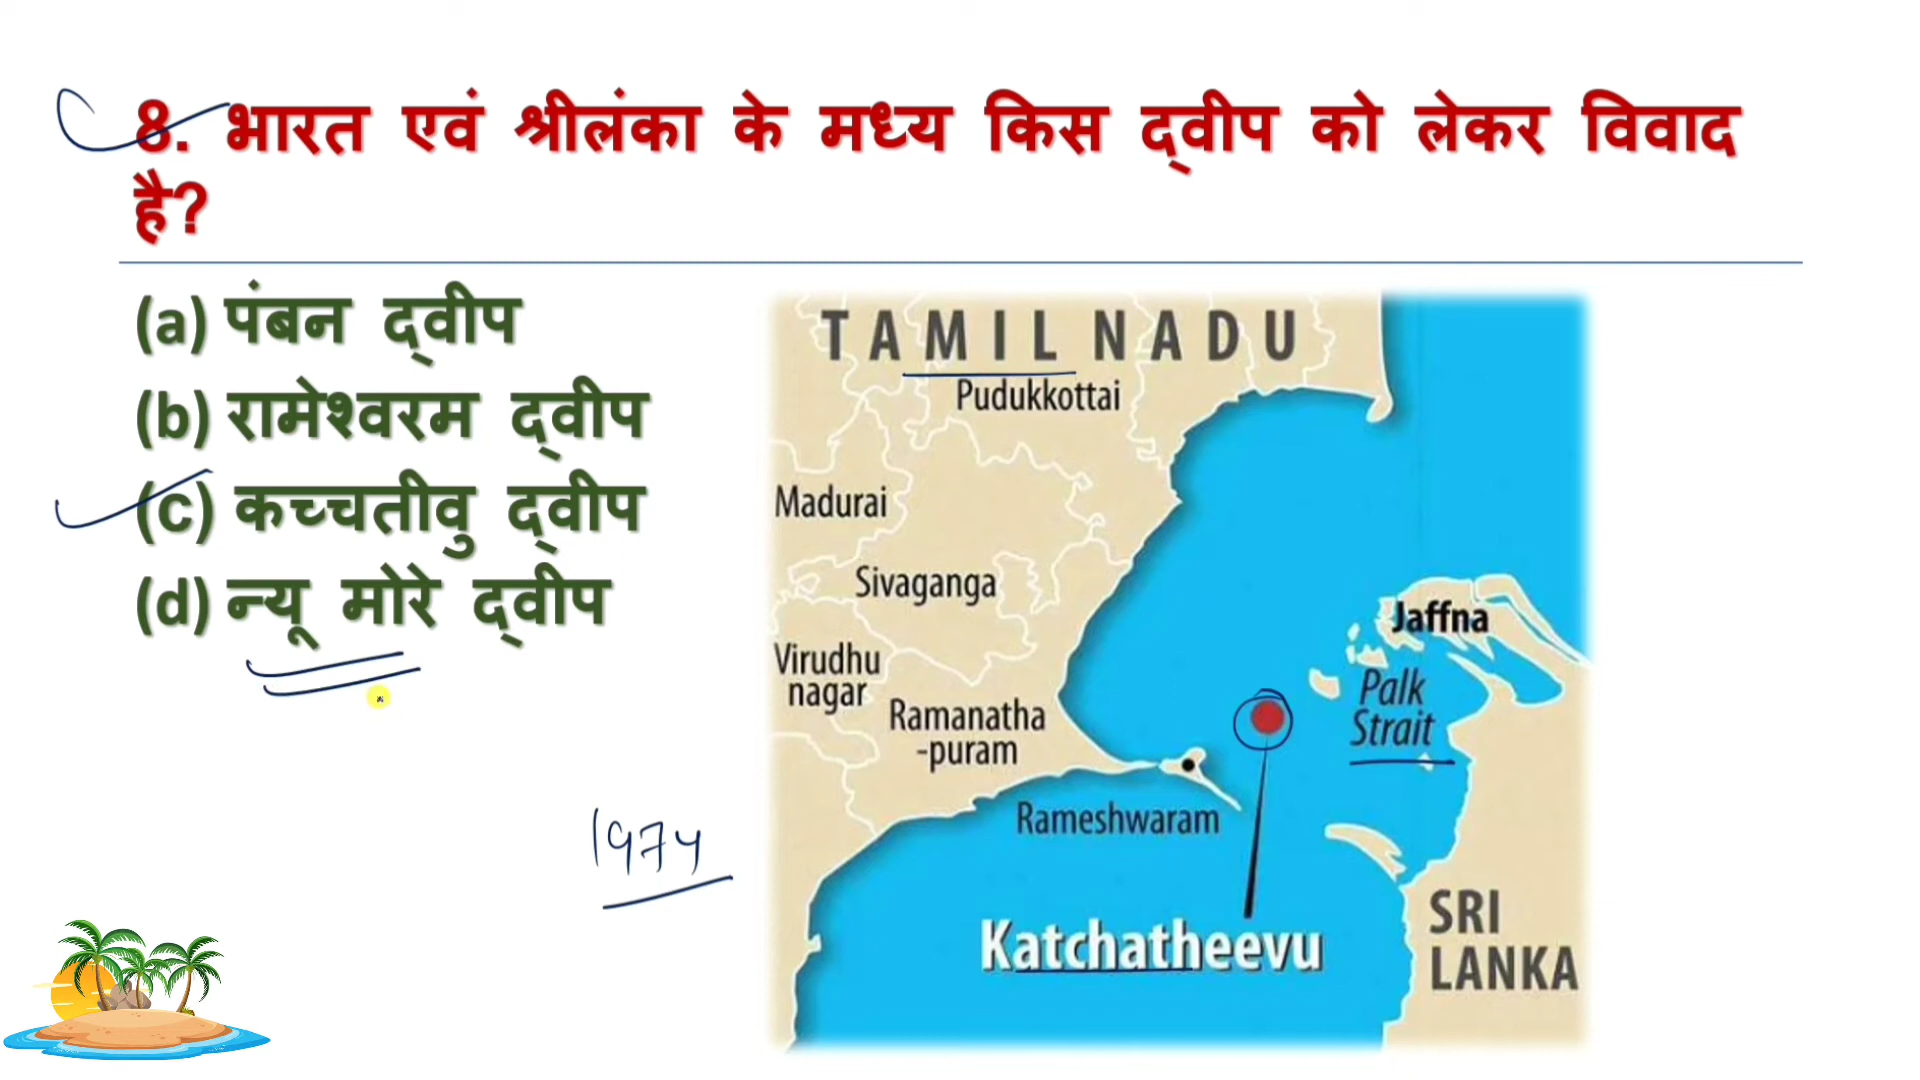 8. भारत एवं श्रीलंका के मध्य किस द्वीप को लेकर विवाद
है?
(a) पंबन द्वीप
(b) रामेश्वरम द्वीप
(c) कच्चतीवु द्वीप
(d) न्यू मोरे द्वीप
1974
TAMIL NADU
Pudukkottai
Madurai
Sivaganga
Jaffna
Virudhu
nagar
Palk
Strait
Ramanatha
-puram
Rameshwaram
Katchatheevu
SRI
LANKA